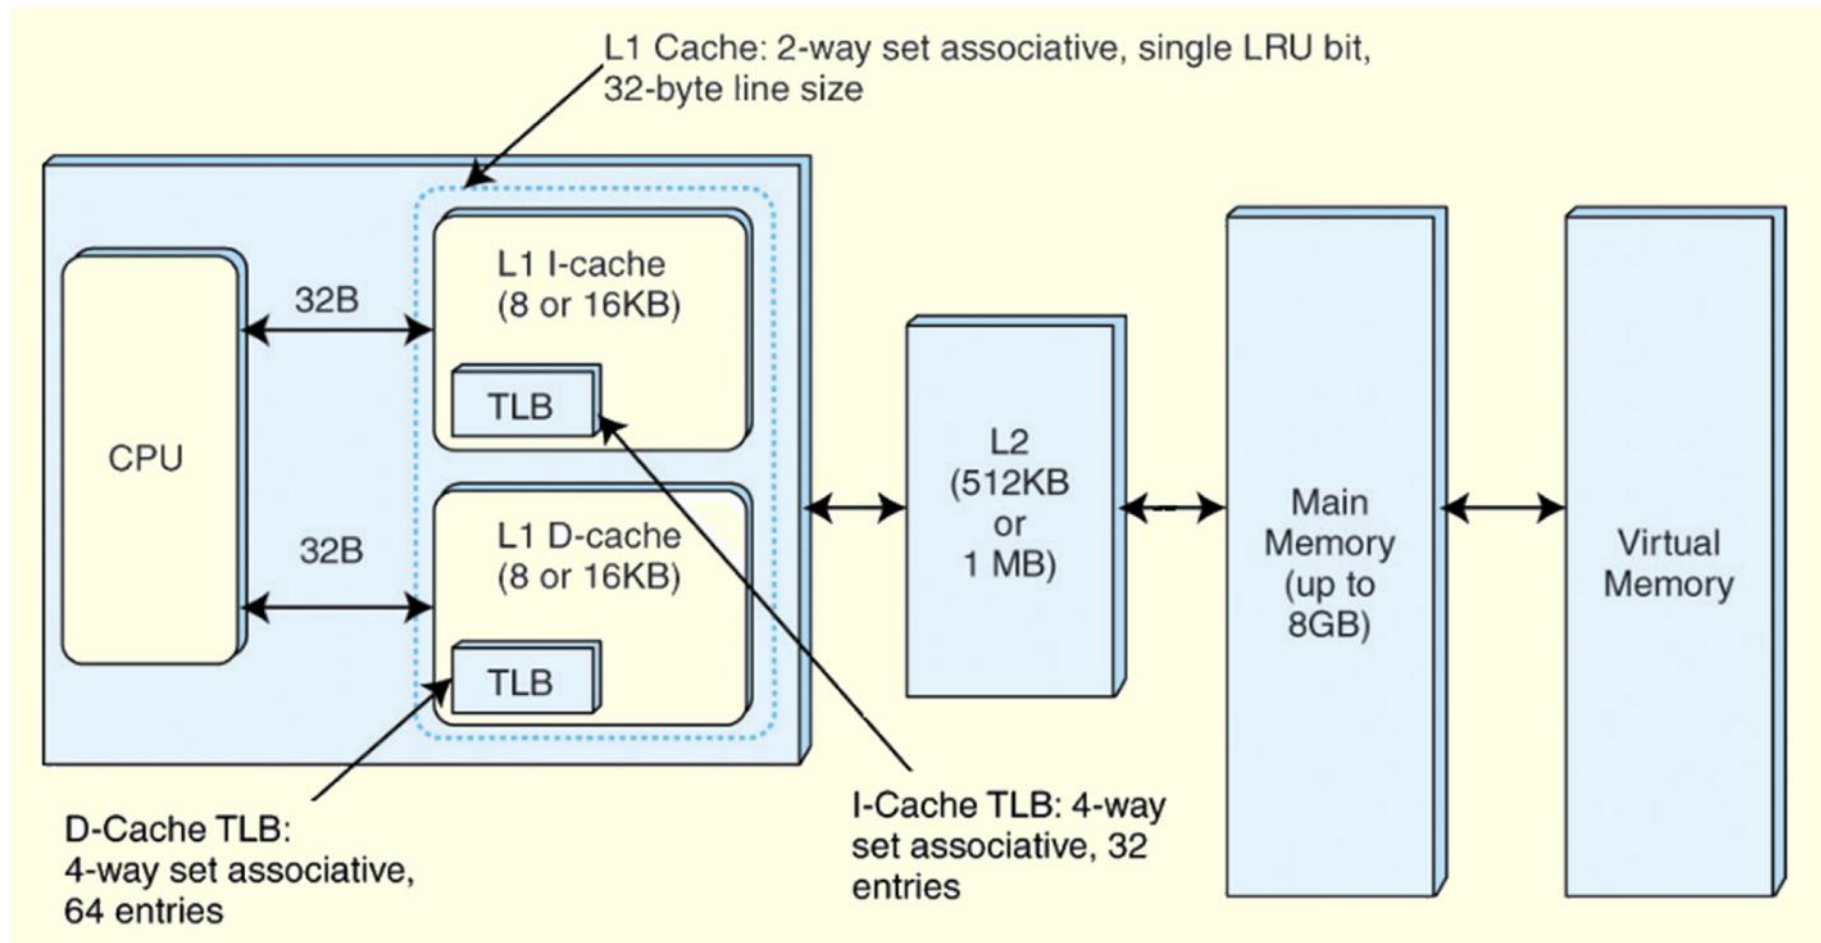 L1 Cache: 2-way set associative, single LRU bit,
32-byte line size
CPU
32B
32B
L1 I-cache
(8 or 16KB)
TLB
L1 D-cache
(8 or 16KB)
TLB
L2
(512KB
or
1 MB)
Main
Memory
(up to
8GB)
Virtual
Memory
D-Cache TLB:
4-way set associative,
64 entries
I-Cache TLB: 4-way
set associative, 32
entries